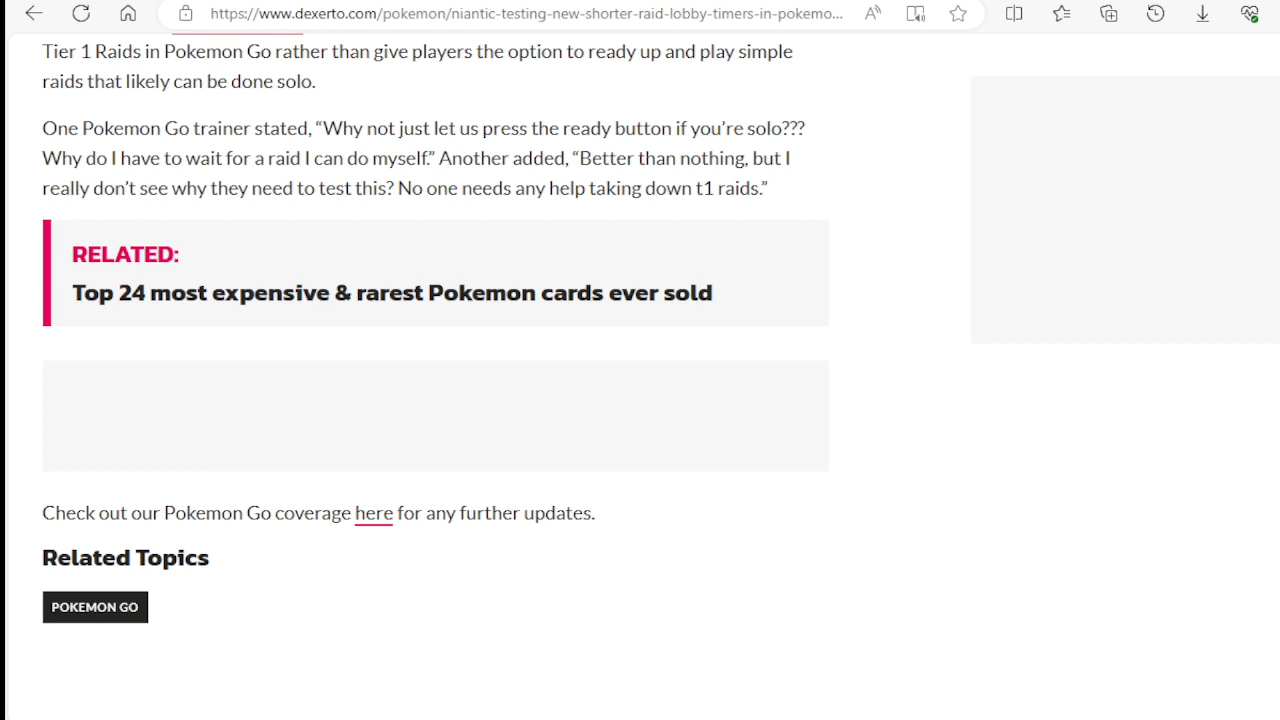 https://www.dexerto.com/pokemon/niantic-testing-new-shorter-raid-lobby-timers-in-pokemo...
Tier 1 Raids in Pokemon Go rather than give players the option to ready up and play simple
raids that likely can be done solo.
One Pokemon Go trainer stated, “Why not just let us press the ready button if you’re solo???
Why do I have to wait for a raid I can do myself.” Another added, “Better than nothing, but I
really don’t see why they need to test this? No one needs any help taking down t1 raids.”
RELATED:
Top 24 most expensive & rarest Pokemon cards ever sold
Check out our Pokemon Go coverage here for any further updates.
Related Topics
POKEMON GO